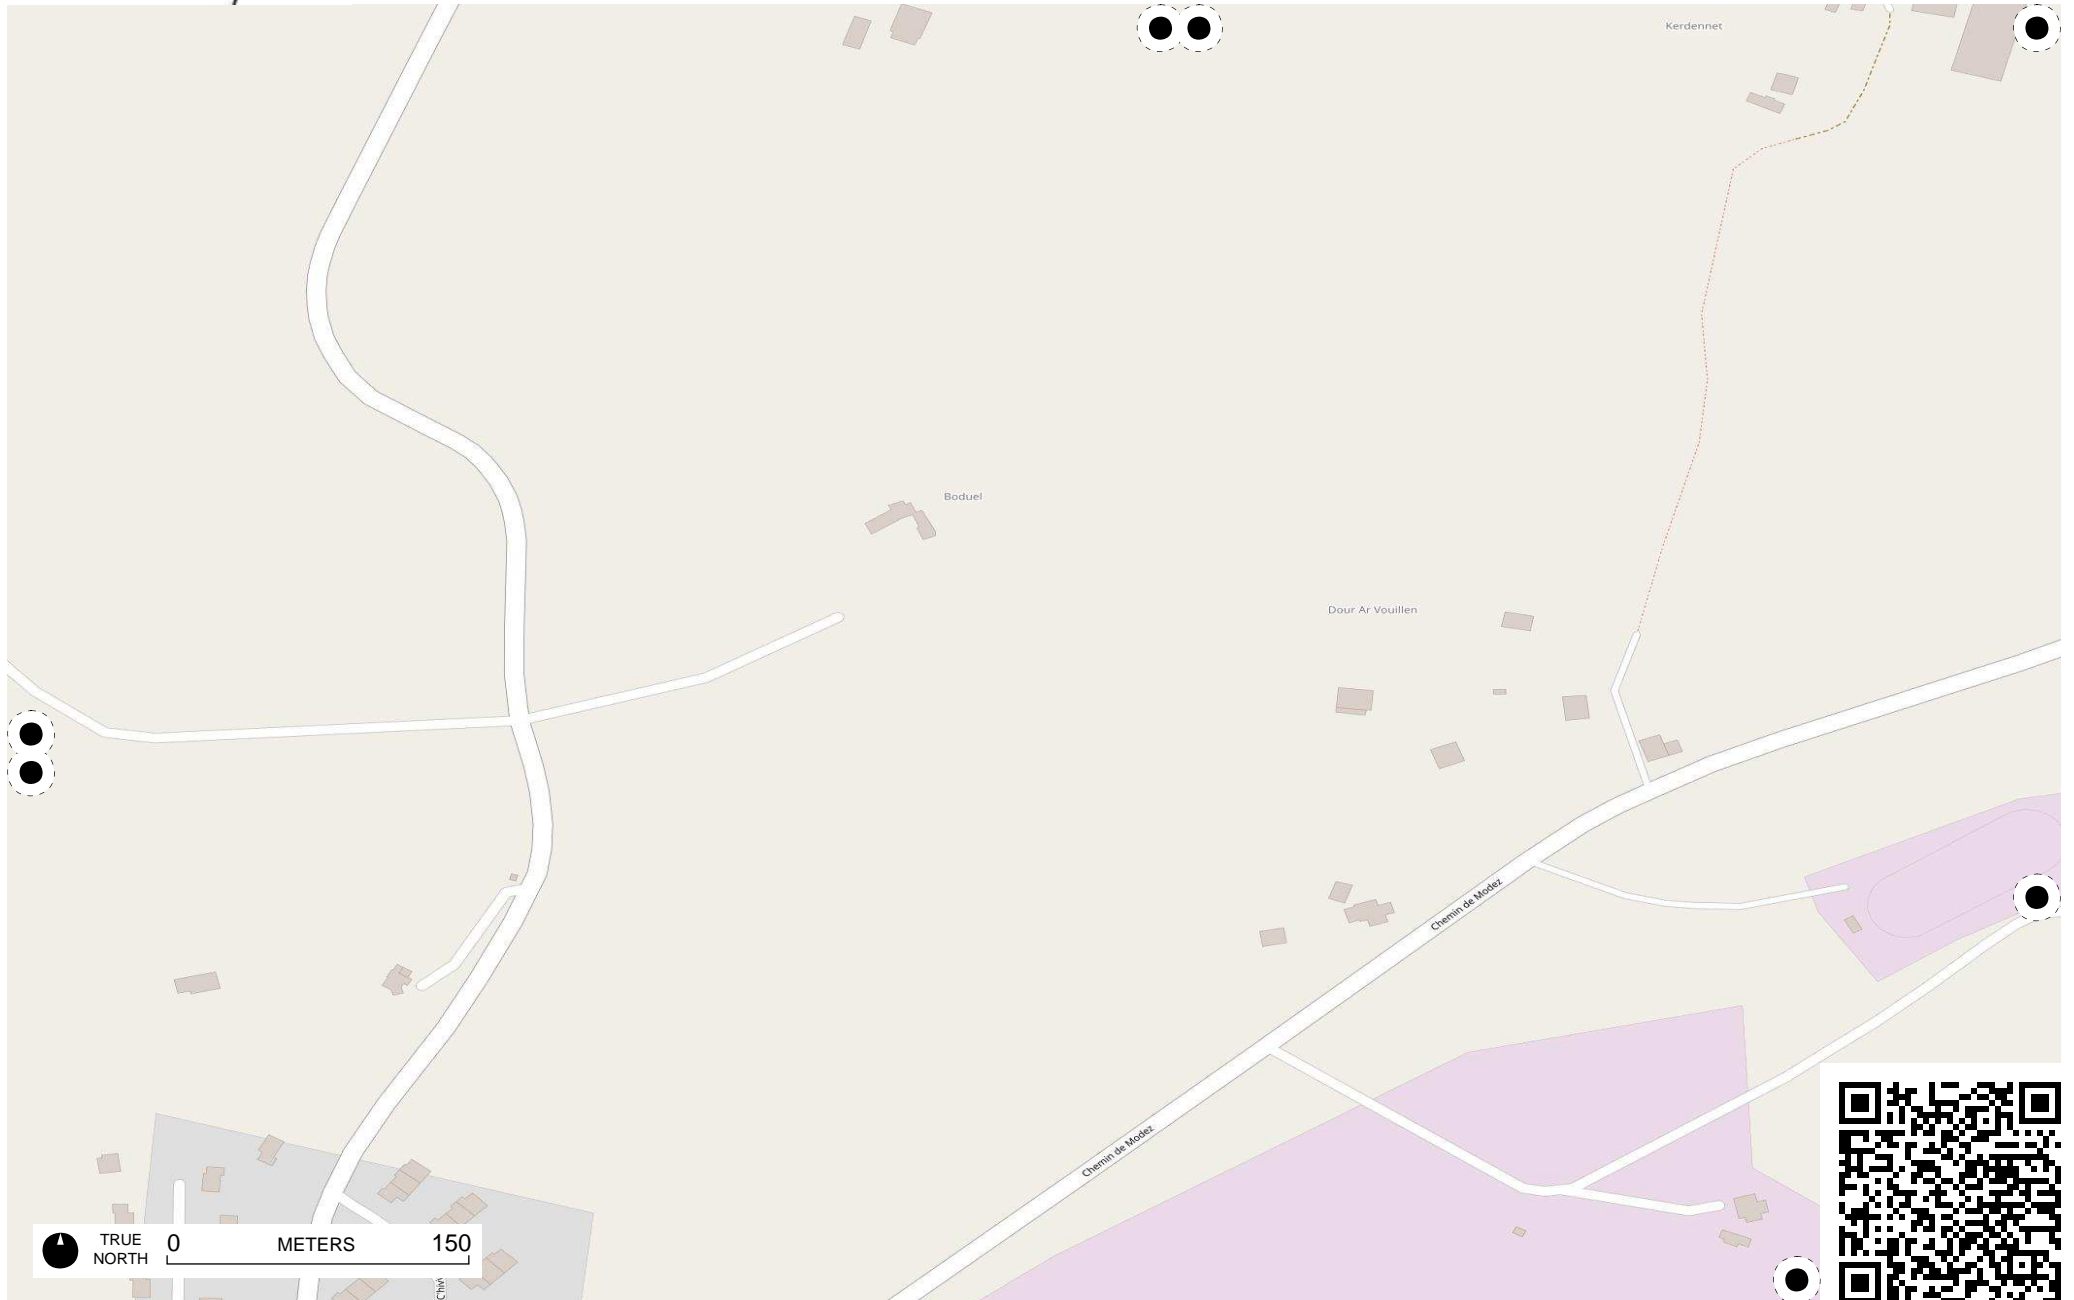 Kerdennet
Boduel
Dour Ar Vouillen
Chemin de Modez
Chemin de Modez
TRUE
NORTH
0 METERS 150